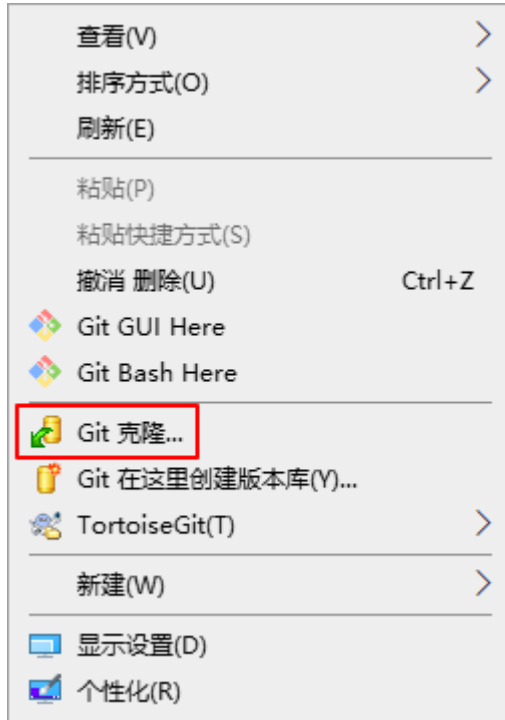 查看(V)
排序方式(O)
刷新(E)
粘贴(P)
粘贴快捷方式(S)
撤消 删除(U) Ctrl+Z
Git GUI Here
Git Bash Here
Git 克隆...
Git 在这里创建版本库(Y)...
TortoiseGit(T)
新建(W)
显示设置(D)
个性化(R)